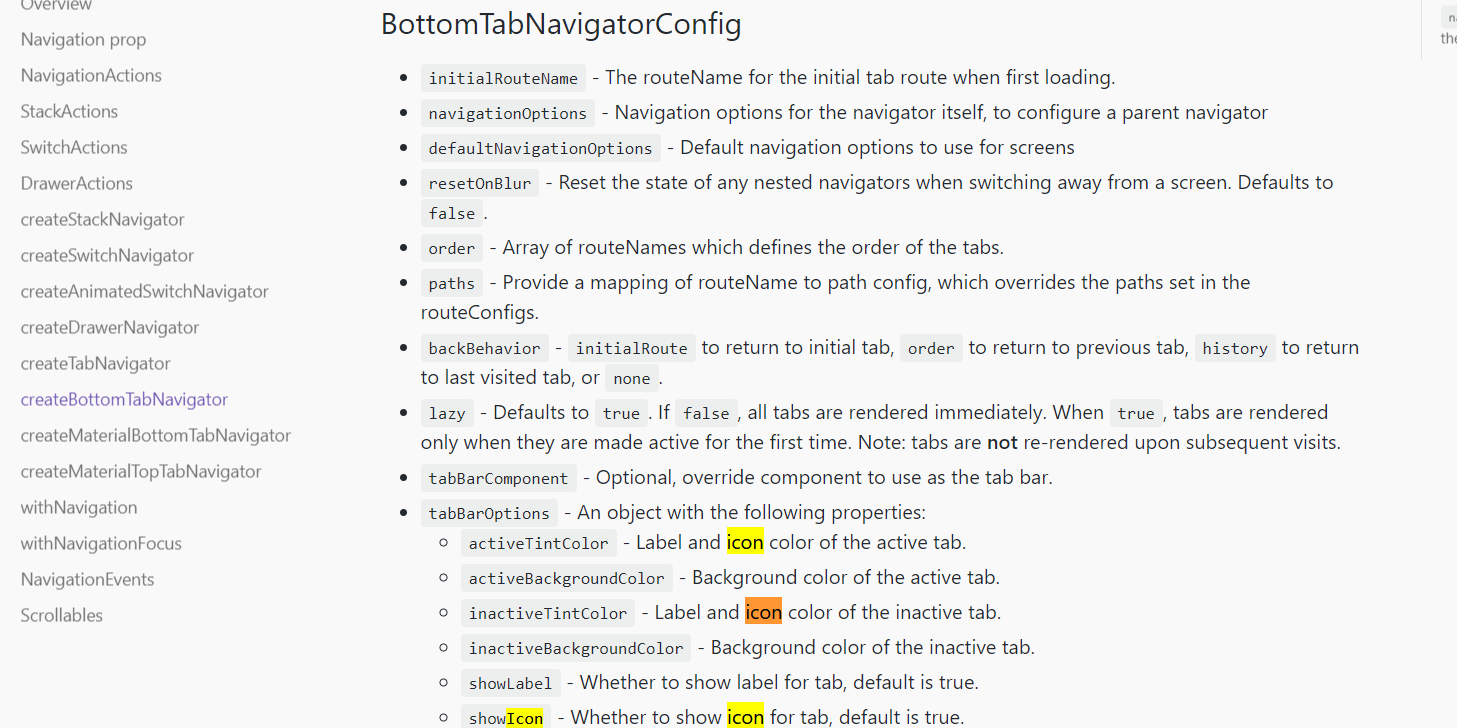 Overview
Navigation prop
NavigationActions
StackActions
SwitchActions
DrawerActions
createStackNavigator
createSwitchNavigator
createAnimatedSwitchNavigator
createDrawerNavigator
createTabNavigator
createBottomTabNavigator
createMaterialBottomTabNavigator
createMaterialTopTabNavigator
withNavigation
withNavigationFocus
NavigationEvents
Scrollables
BottomTabNavigatorConfig
initialRouteName - The routeName for the initial tab route when first loading.
navigationOptions - Navigation options for the navigator itself, to configure a parent navigator
defaultNavigationOptions - Default navigation options to use for screens
resetOnBlur - Reset the state of any nested navigators when switching away from a screen. Defaults to
false .
order - Array of routeNames which defines the order of the tabs.
paths - Provide a mapping of routeName to path config, which overrides the paths set in the
routeConfigs.
backBehavior - initialRoute to return to initial tab, order to return to previous tab, history to return
to last visited tab, or none .
lazy - Defaults to true . If false , all tabs are rendered immediately. When true , tabs are rendered
only when they are made active for the first time. Note: tabs are not re-rendered upon subsequent visits.
tabBarComponent - Optional, override component to use as the tab bar.
tabBarOptions - An object with the following properties:
activeTintColor - Label and icon color of the active tab.
activeBackgroundColor - Background color of the active tab.
inactiveTintColor - Label and icon color of the inactive tab.
inactiveBackgroundColor - Background color of the inactive tab.
showLabel - Whether to show label for tab, default is true.
showIcon - Whether to show icon for tab, default is true.